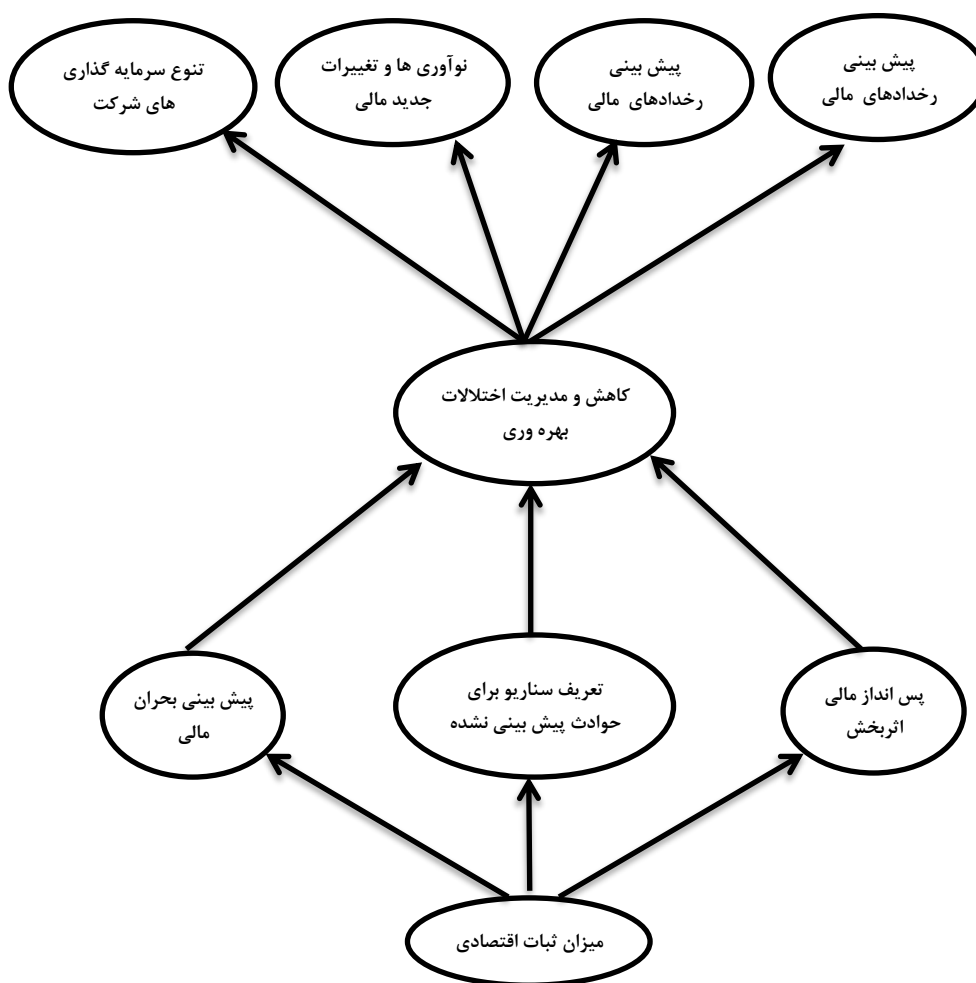 پیش بینی
رخدادهای مالی
پیش بینی
رخدادهای مالی
نوآوری ها و تغییرات
جدید مالی
تنوع سرمایه گذاری
های شرکت
کاهش و مدیریت اختلالات
بهره وری
پس انداز مالی
اثربخش
تعریف سناریو برای
حوادث پیش بینی نشده
پیش بینی بحران
مالی
میزان ثبات اقتصادی